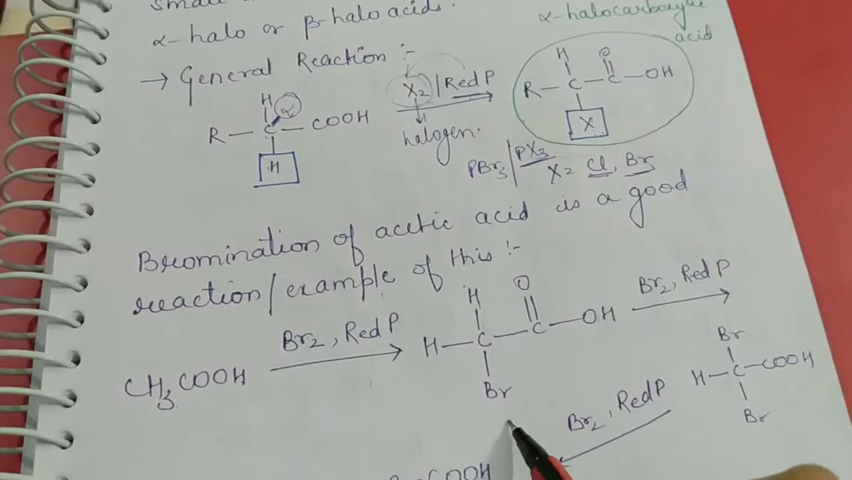 small
α-halo or β-halo acids.
α-halocarboxylic acid
→ General Reaction :-
R — C — COOH
H
α
H
X2 | Red P
halogen.
R — C — C — OH
H
O
X
PBr3 | PX3
X = Cl, Br
Bromination of acetic acid is a good
reaction/example of this :-
CH3COOH
Br2, Red P
H — C — C — OH
H
O
Br
Br2, Red P
H — C — COOH
Br
Br
Br2, Red P
COOH